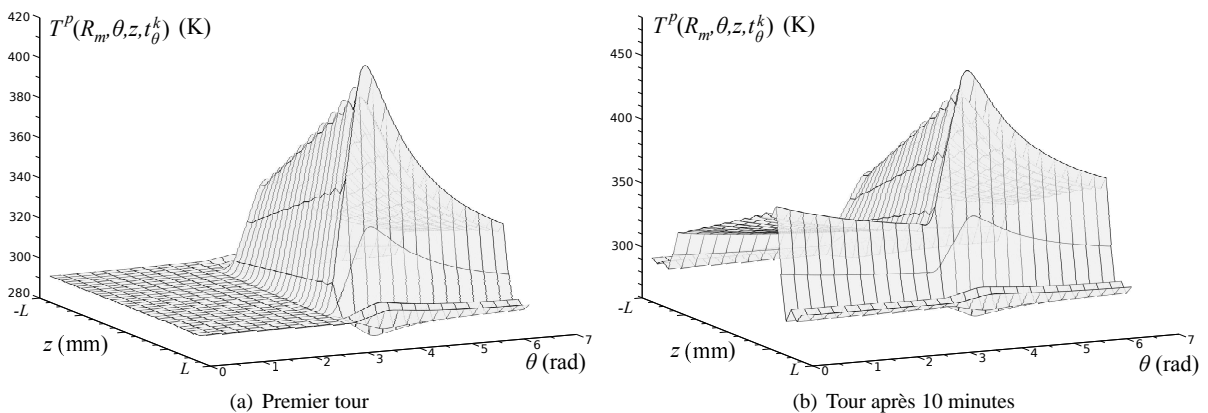 420
400
380
360
340
320
300
280
T^p(R_m,θ,z,t_θ^k) (K)
-L
z (mm)
L
0
1
2
3
4
5
6
7
θ (rad)
(a) Premier tour
450
400
350
300
T^p(R_m,θ,z,t_θ^k) (K)
-L
z (mm)
L
0
1
2
3
4
5
6
7
θ (rad)
(b) Tour après 10 minutes